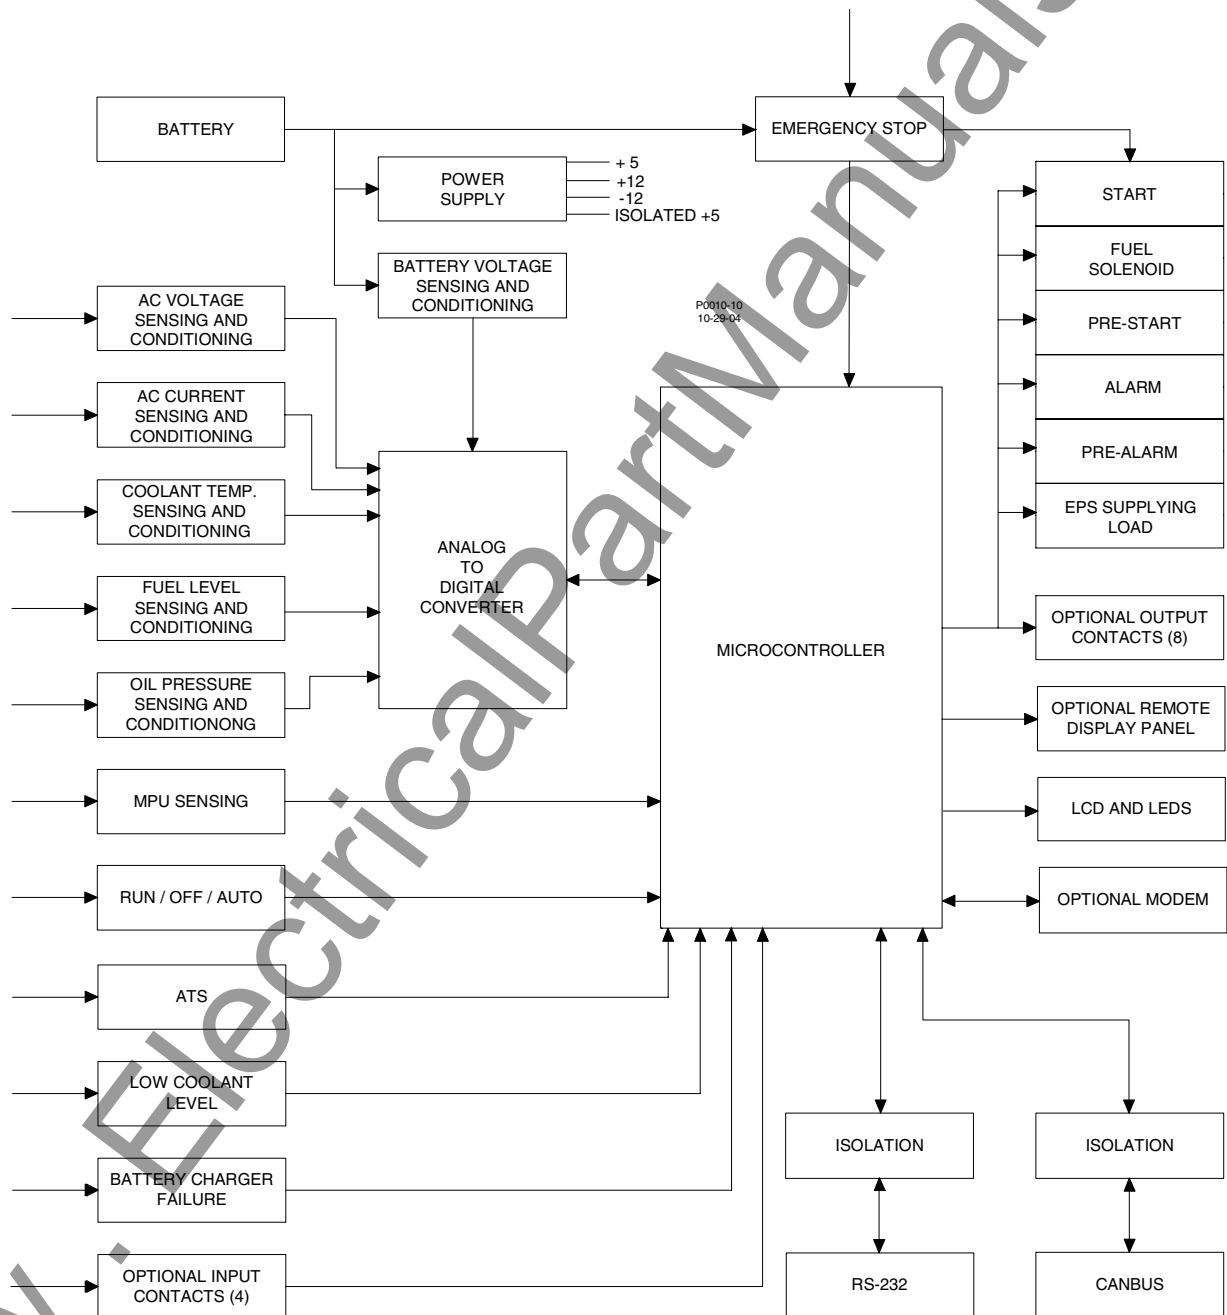 BATTERY
EMERGENCY STOP
POWER
SUPPLY
+ 5
+12
-12
ISOLATED +5
START
BATTERY VOLTAGE
SENSING AND
CONDITIONING
FUEL
SOLENOID
AC VOLTAGE
SENSING AND
CONDITIONING
P0010-10
10-29-04
PRE-START
AC CURRENT
SENSING AND
CONDITIONING
ALARM
PRE-ALARM
COOLANT TEMP.
SENSING AND
CONDITIONING
EPS SUPPLYING
LOAD
ANALOG
TO
DIGITAL
CONVERTER
FUEL LEVEL
SENSING AND
CONDITIONING
MICROCONTROLLER
OPTIONAL OUTPUT
CONTACTS (8)
OIL PRESSURE
SENSING AND
CONDITIONONG
OPTIONAL REMOTE
DISPLAY PANEL
MPU SENSING
LCD AND LEDS
RUN / OFF / AUTO
OPTIONAL MODEM
ATS
LOW COOLANT
LEVEL
ISOLATION
ISOLATION
BATTERY CHARGER
FAILURE
OPTIONAL INPUT
CONTACTS (4)
RS-232
CANBUS
y . ElectricalPartManuals